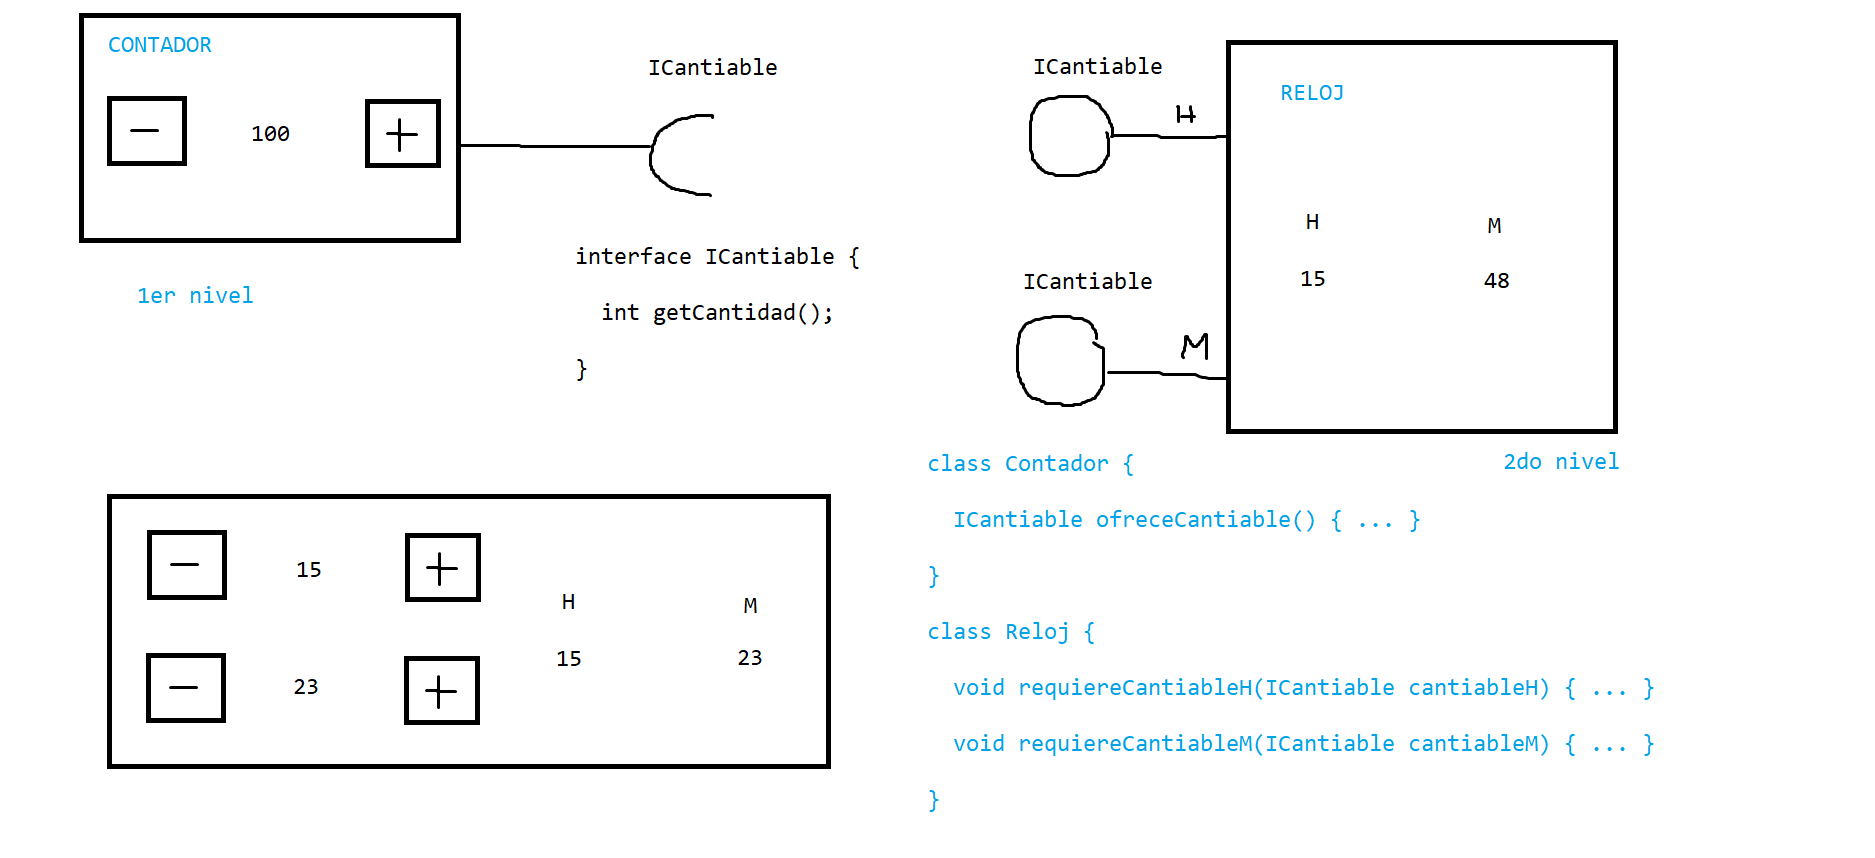 CONTADOR
− 100 +
1er nivel
ICantiable
interface ICantiable {
int getCantidad();
}
ICantiable
H
ICantiable
M
RELOJ
H M
15 48
2do nivel
− 15 +
− 23 +
H M
15 23
class Contador {
ICantiable ofreceCantiable() { ... }
}
class Reloj {
void requiereCantiableH(ICantiable cantiableH) { ... }
void requiereCantiableM(ICantiable cantiableM) { ... }
}